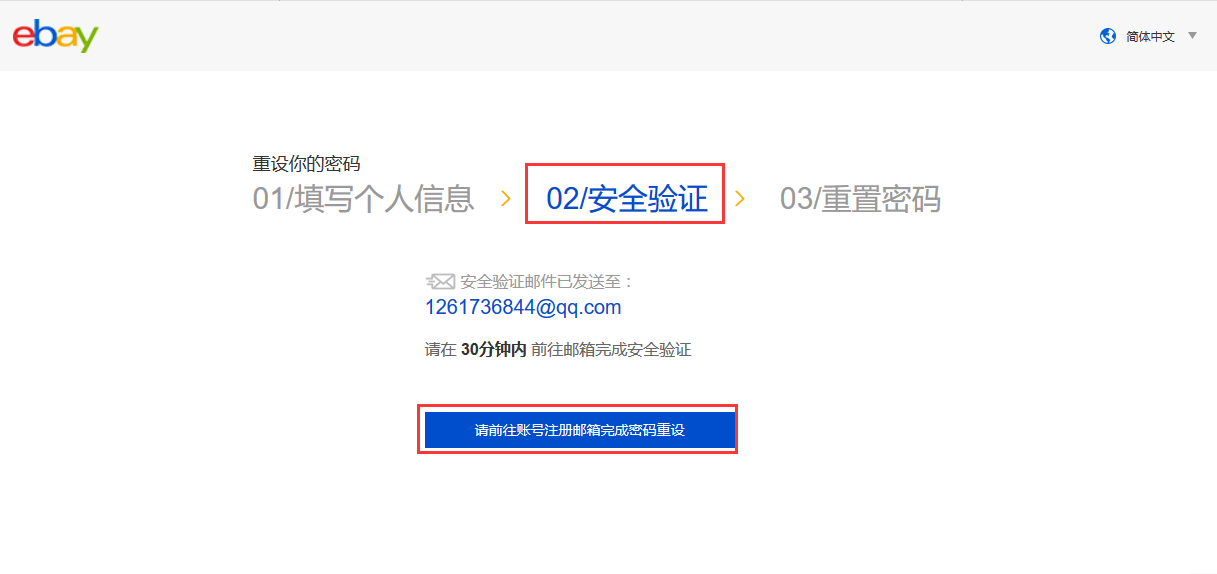 ebay
简体中文
重设你的密码
01/填写个人信息 > 02/安全验证 > 03/重置密码
安全验证邮件已发送至：
1261736844@qq.com
请在 30分钟内 前往邮箱完成安全验证
请前往账号注册邮箱完成密码重设